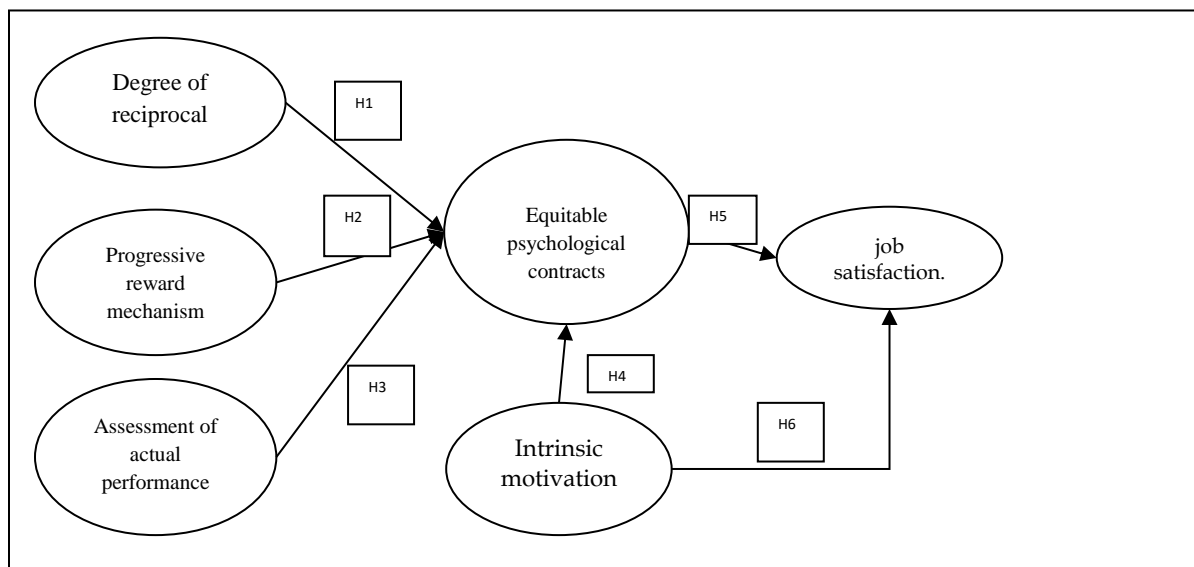 Degree of
reciprocal
H1
Progressive
reward
mechanism
H2
Assessment of
actual
performance
H3
Equitable
psychological
contracts
H4
Intrinsic
motivation
H5
H6
job
satisfaction.